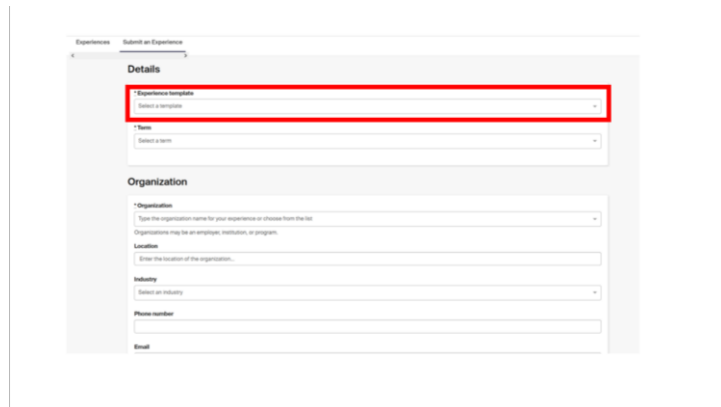 Experiences Submit an Experience
Details
* Experience template
Select a template
* Term
Select a term
Organization
* Organization
Type the organization name for your experience or choose from the list
Organizations may be an employer, institution, or program.
Location
Enter the location of the organization...
Industry
Select an industry
Phone number
Email